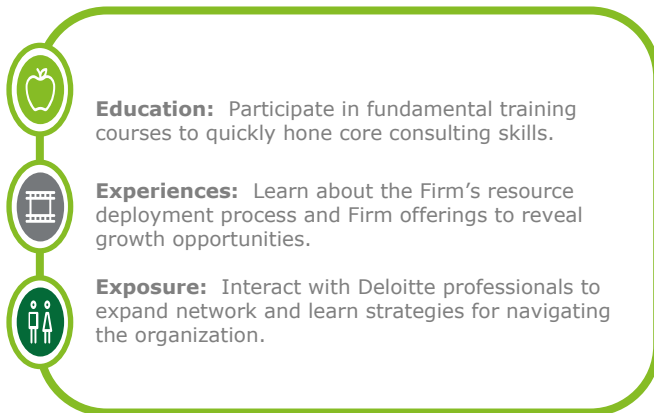 Education:  Participate in fundamental training
courses to quickly hone core consulting skills.
Experiences:  Learn about the Firm’s resource
deployment process and Firm offerings to reveal
growth opportunities.
Exposure:  Interact with Deloitte professionals to
expand network and learn strategies for navigating
the organization.